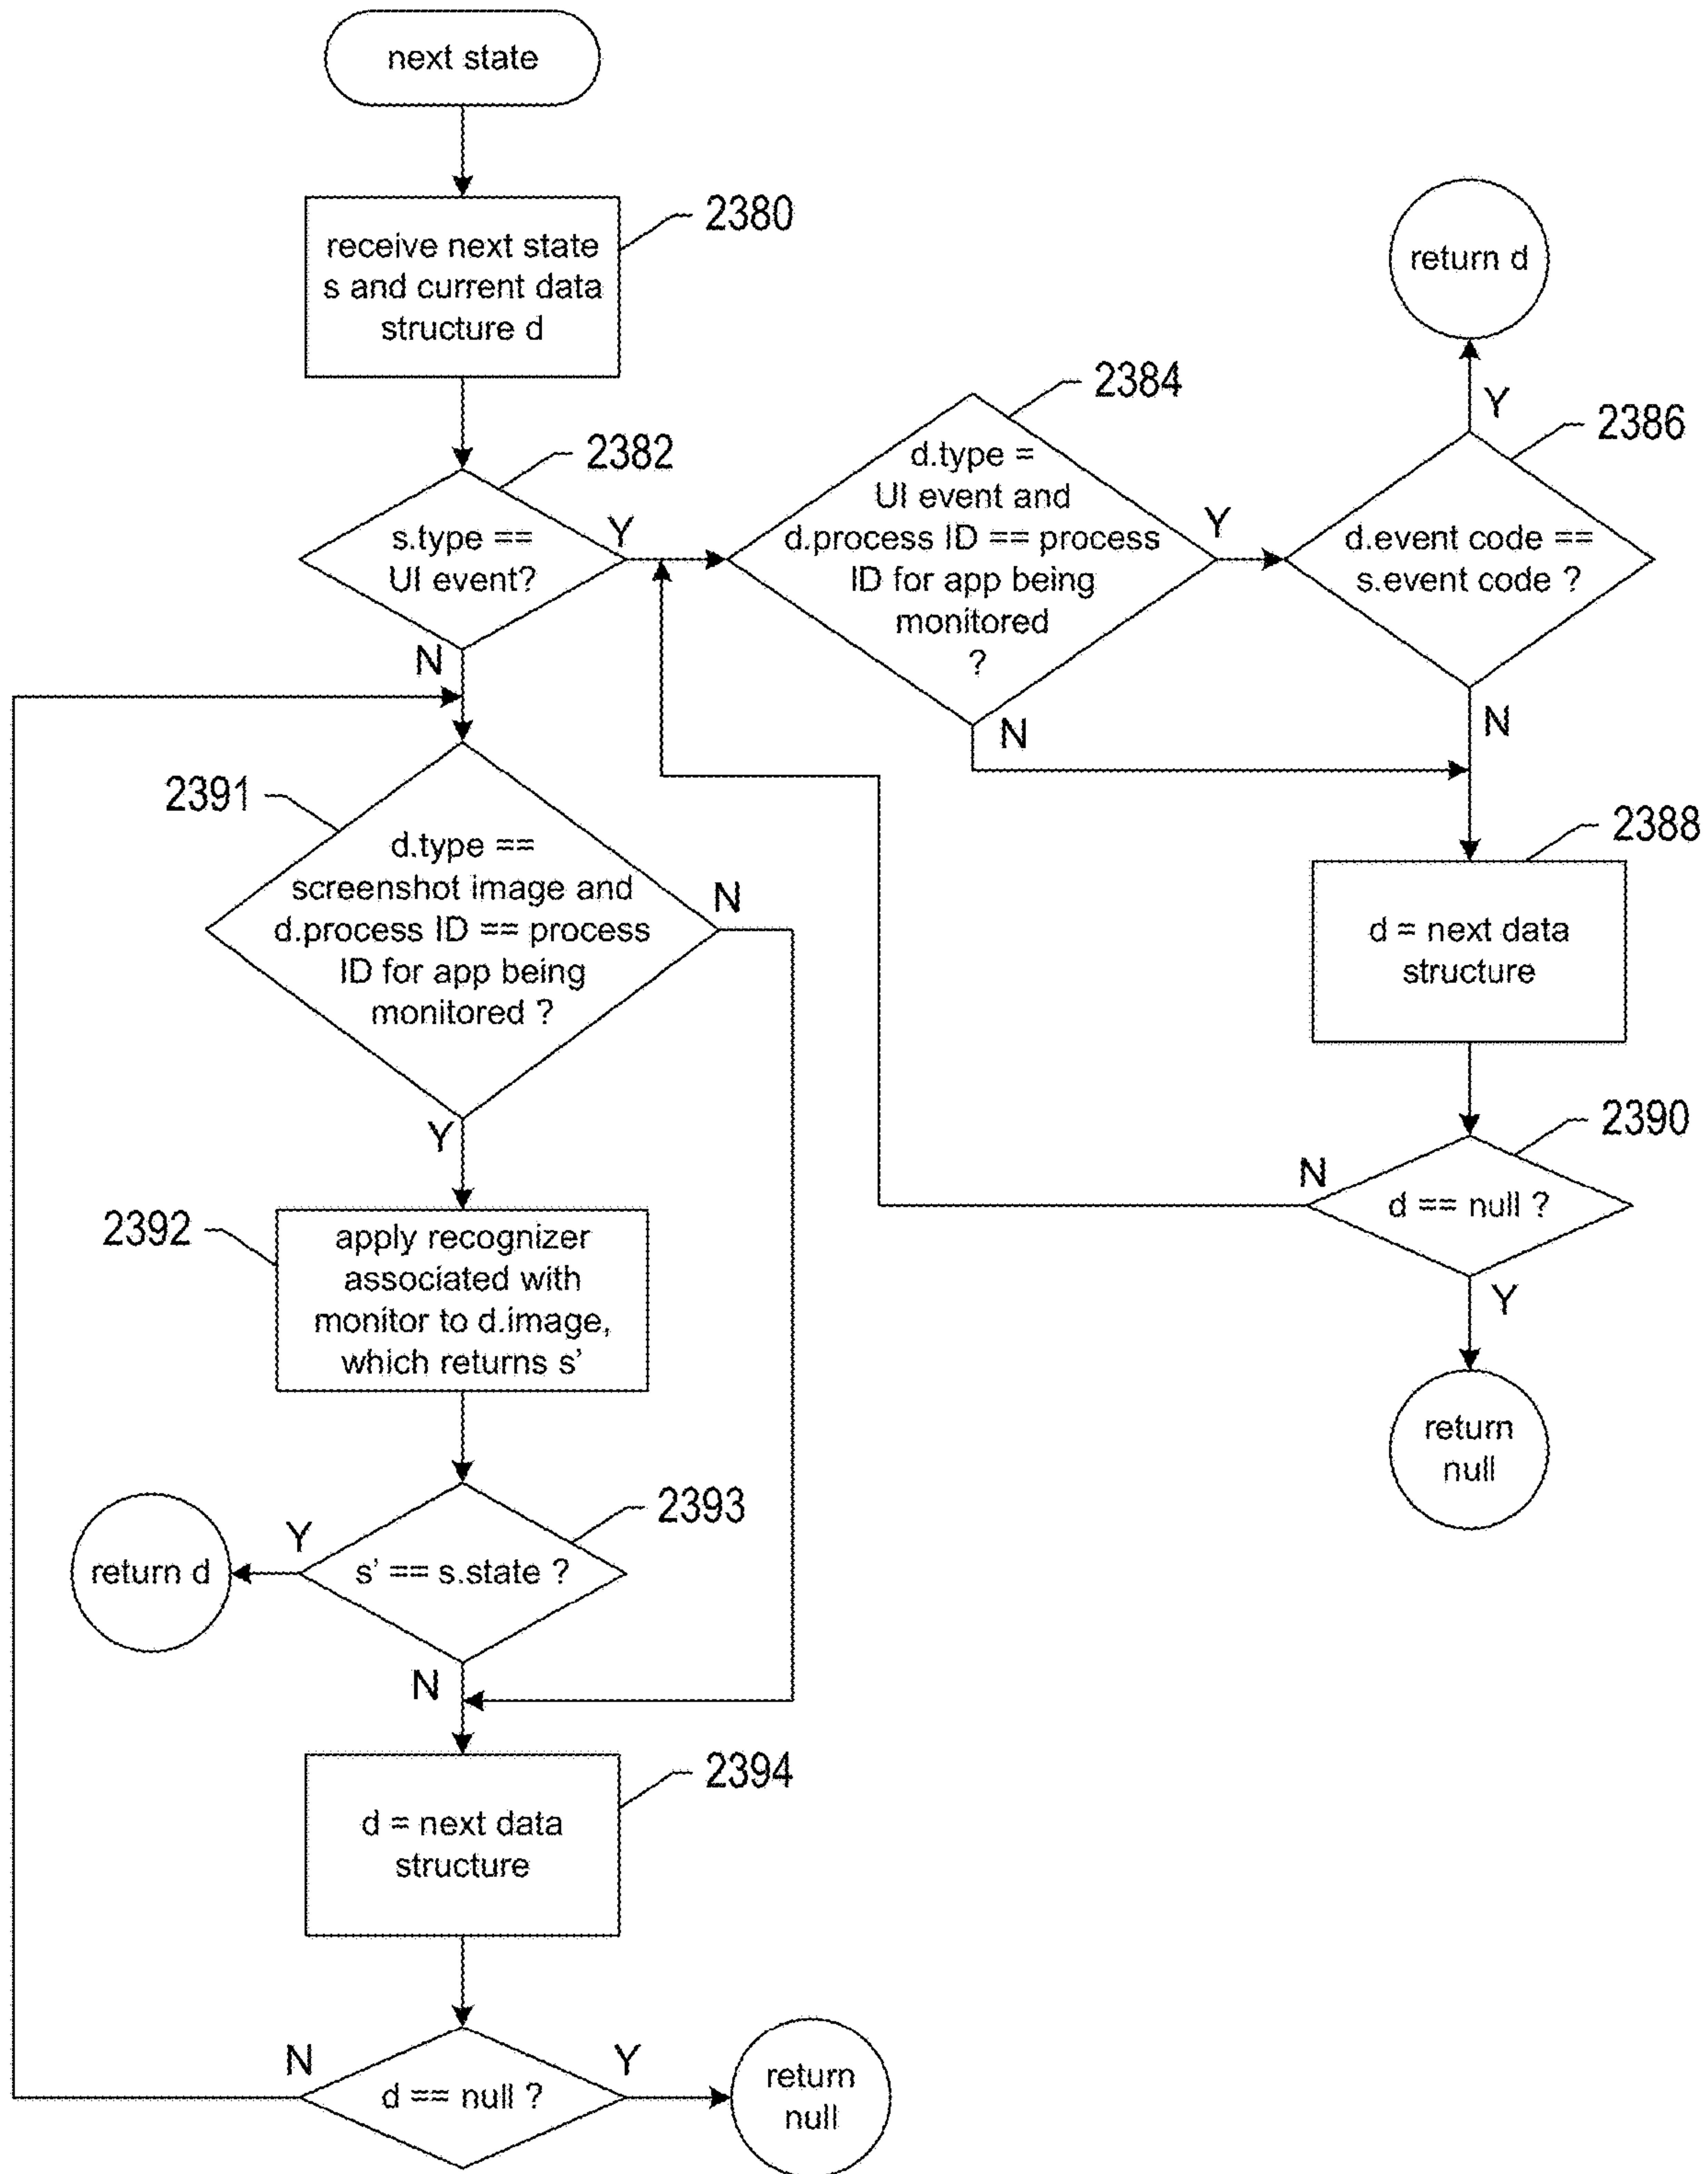 next state
2380
receive next state
s and current data
structure d
return d
2384
Y
2386
2382
d.type =
UI event and
d.process ID == process
ID for app being
monitored
?
s.type ==
UI event?
Y
Y
d.event code ==
s.event code ?
N
N
N
2391
d.type ==
screenshot image and
d.process ID == process
ID for app being
monitored ?
N
2388
d = next data
structure
Y
2390
N
d == null ?
2392
apply recognizer
associated with
monitor to d.image,
which returns s’
Y
return
null
2393
Y
return d
s’ == s.state ?
N
2394
d = next data
structure
N
d == null ?
Y
return
null